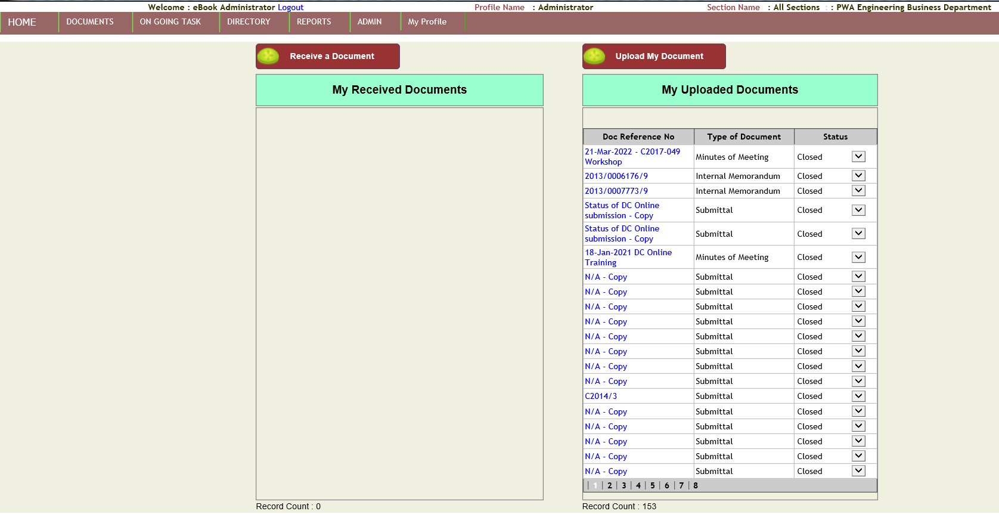 Welcome : eBook Administrator Logout Profile Name : Administrator Section Name : All Sections : : PWA Engineering Business Department
HOME DOCUMENTS ON GOING TASK DIRECTORY REPORTS ADMIN My Profile
Receive a Document
My Received Documents
Record Count : 0
Upload My Document
My Uploaded Documents
Doc Reference No Type of Document Status
21-Mar-2022 - C2017-049
Workshop Minutes of Meeting Closed
2013/0006176/9 Internal Memorandum Closed
2013/0007773/9 Internal Memorandum Closed
Status of DC Online
submission - Copy Submittal Closed
Status of DC Online
submission - Copy Submittal Closed
18-Jan-2021 DC Online
Training Minutes of Meeting Closed
N/A - Copy Submittal Closed
N/A - Copy Submittal Closed
N/A - Copy Submittal Closed
N/A - Copy Submittal Closed
N/A - Copy Submittal Closed
N/A - Copy Submittal Closed
N/A - Copy Submittal Closed
N/A - Copy Submittal Closed
C2014/3 Submittal Closed
N/A - Copy Submittal Closed
N/A - Copy Submittal Closed
N/A - Copy Submittal Closed
N/A - Copy Submittal Closed
N/A - Copy Submittal Closed
| 1 | 2 | 3 | 4 | 5 | 6 | 7 | 8
Record Count : 153